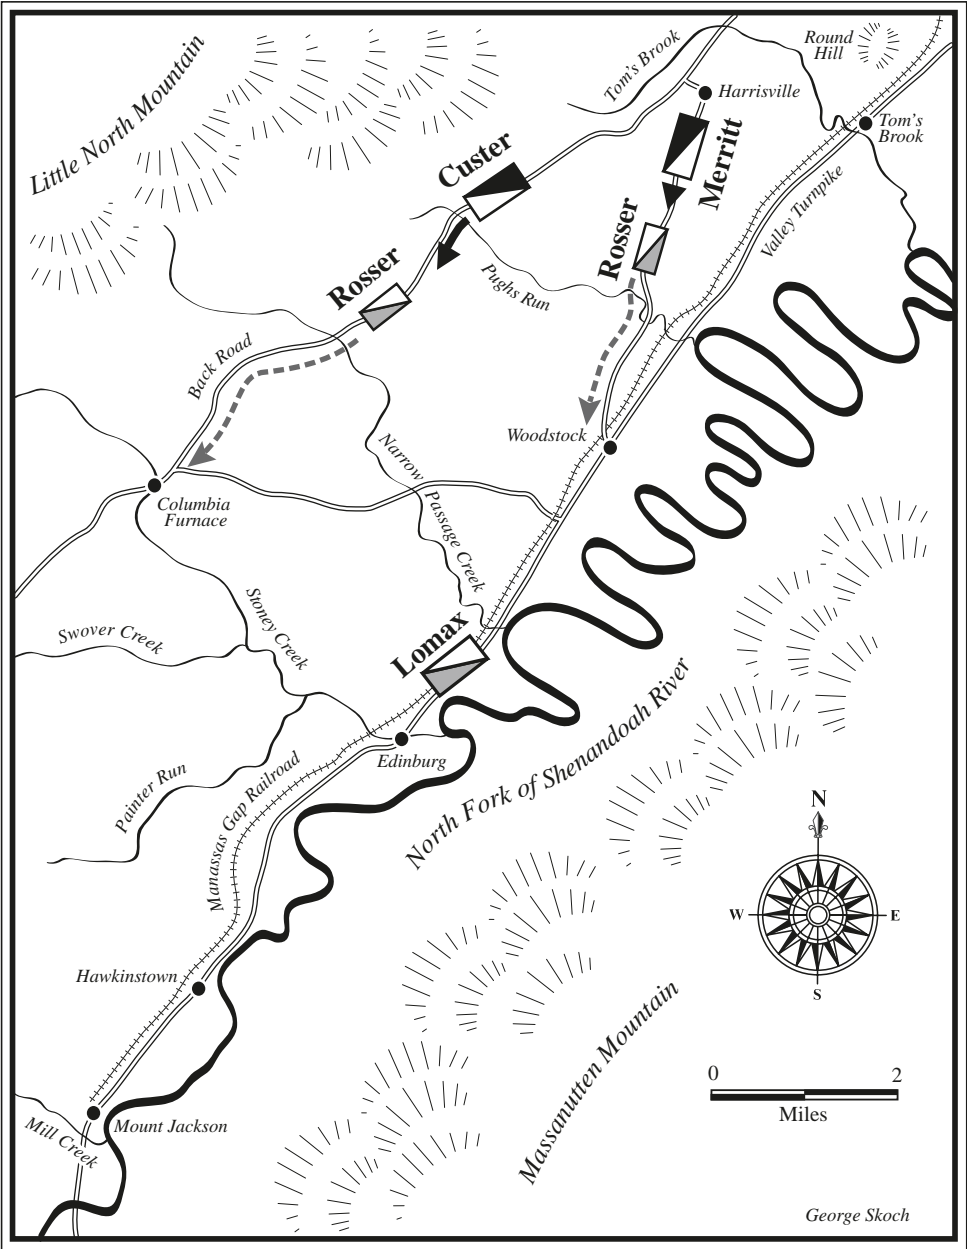 Little North Mountain
Tom's Brook
Round
Hill
Harrisville
Tom's
Brook
Custer
Merritt
Valley Turnpike
Rosser
Rosser
Pughs Run
Back Road
Woodstock
Narrow Passage Creek
Columbia
Furnace
Stoney Creek
Swover Creek
Lomax
North Fork of Shenandoah River
Edinburg
Painter Run
Manassas Gap Railroad
N
W
E
S
Hawkinstown
Massanutten Mountain
0
2
Miles
Mount Jackson
Mill Creek
George Skoch